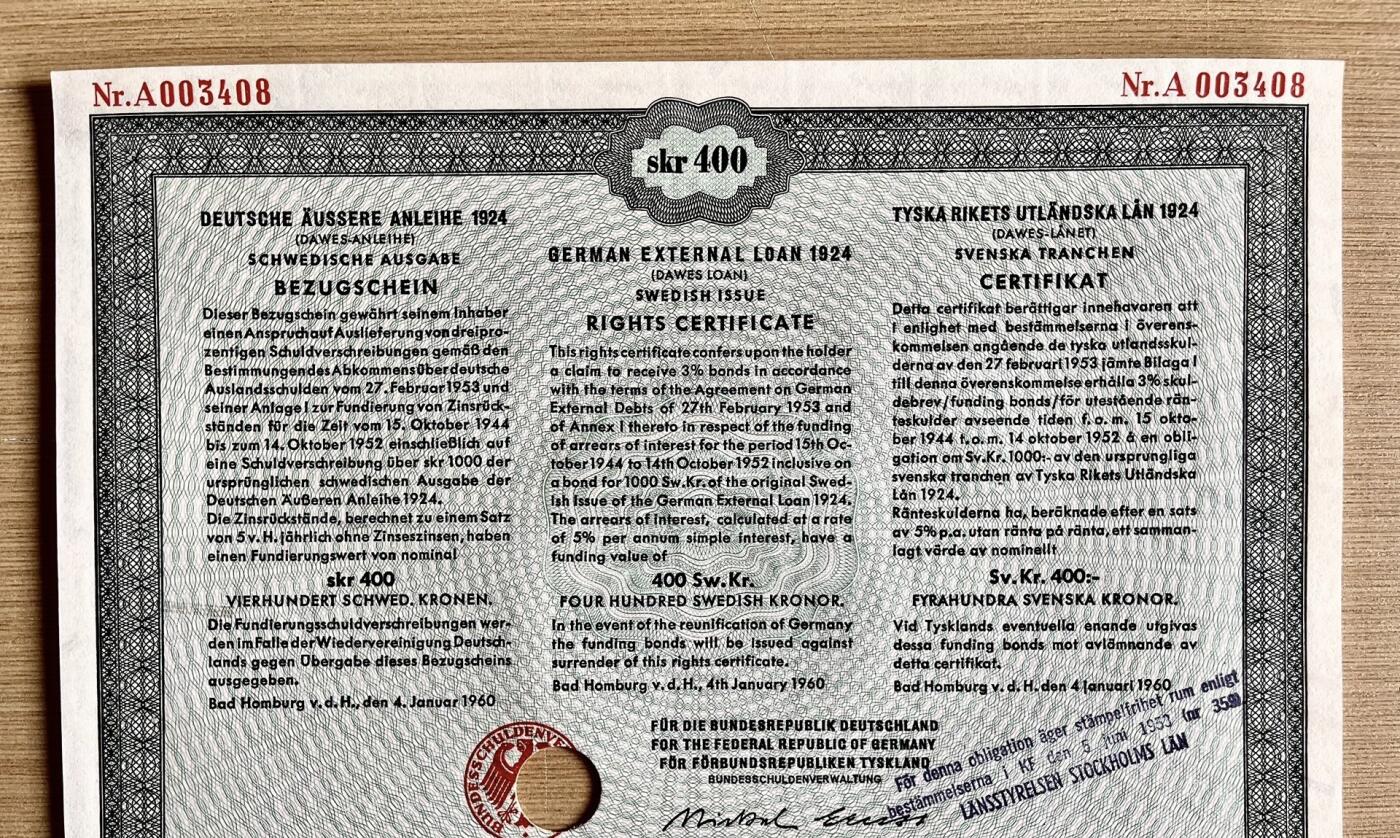 Nr. A 003408
Nr. A 003408
skr 400
DEUTSCHE ÄUSSERE ANLEIHE 1924
(DAWES-ANLEIHE)
SCHWEDISCHE AUSGABE
BEZUGSCHEIN
Dieser Bezugschein gewährt seinem Inhaber
einen Anspruch auf Auslieferung von dreipro-
zentigen Schuldverschreibungen gemäß den
Bestimmungen des Abkommens über deutsche
Auslandsschulden vom 27. Februar 1953 und
seiner Anlage I zur Fundierung von Zinsrück-
ständen für die Zeit vom 15. Oktober 1944
bis zum 14. Oktober 1952 einschließlich auf
eine Schuldverschreibung über skr 1000 der
ursprünglichen schwedischen Ausgabe der
Deutschen Äußeren Anleihe 1924.
Die Zinsrückstände, berechnet zu einem Satz
von 5 v. H. jährlich ohne Zinseszinsen, haben
einen Fundierungswert von nominal
skr 400
VIERHUNDERT SCHWED. KRONEN.
Die Fundierungsschuldverschreibungen wer-
den im Falle der Wiedervereinigung Deutsch-
lands gegen Übergabe dieses Bezugscheins
ausgegeben.
Bad Homburg v. d. H., den 4. Januar 1960
GERMAN EXTERNAL LOAN 1924
(DAWES LOAN)
SWEDISH ISSUE
RIGHTS CERTIFICATE
This rights certificate confers upon the holder
a claim to receive 3% bonds in accordance
with the terms of the Agreement on German
External Debts of 27th February 1953 and
of Annex I thereto in respect of the funding
of arrears of interest for the period 15th Oc-
tober 1944 to 14th October 1952 inclusive on
a bond for 1000 Sw.Kr. of the original Swed-
ish Issue of the German External Loan 1924.
The arrears of interest, calculated at a rate
of 5% per annum simple interest, have a
funding value of
400 Sw.Kr.
FOUR HUNDRED SWEDISH KRONOR.
In the event of the reunification of Germany
the funding bonds will be issued against
surrender of this rights certificate.
Bad Homburg v. d. H., 4th January 1960
TYSKA RIKETS UTLÄNDSKA LÅN 1924
(DAWES-LÅNET)
SVENSKA TRANCHEN
CERTIFIKAT
Detta certifikat berättigar innehavaren att
i enlighet med bestämmelserna i överens-
kommelsen angående de tyska utlandsskul-
derna av den 27 februari 1953 jämte Bilaga I
till denna överenskommelse erhålla 3% skul-
debrev/funding bonds/för utestående rän-
teskulder avseende tiden f. o. m. 15 okto-
ber 1944 t. o. m. 14 oktober 1952 å en obli-
gation om Sv. Kr. 1000:- av den ursprungliga
svenska tranchen av Tyska Rikets Utländska
Lån 1924.
Ränteskulderna ha, beräknade efter en sats
av 5% p. a. utan ränta på ränta, ett samman-
lagt värde av nominellt
Sv. Kr. 400:-
FYRAHUNDRA SVENSKA KRONOR.
Vid Tysklands eventuella enande utgivas
dessa funding bonds mot avlämnande av
detta certifikat.
Bad Homburg v. d. H. den 4 januari 1960
FÜR DIE BUNDESREPUBLIK DEUTSCHLAND
FOR THE FEDERAL REPUBLIC OF GERMANY
FÖR FÖRBUNDSREPUBLIKEN TYSKLAND
BUNDESSCHULDENVERWALTUNG
För denna obligation äger stämpelfrihet rum enligt
bestämmelserna i KF den 5 juni 1953 (nr 359)
LÄNSSTYRELSEN STOCKHOLMS LÄN